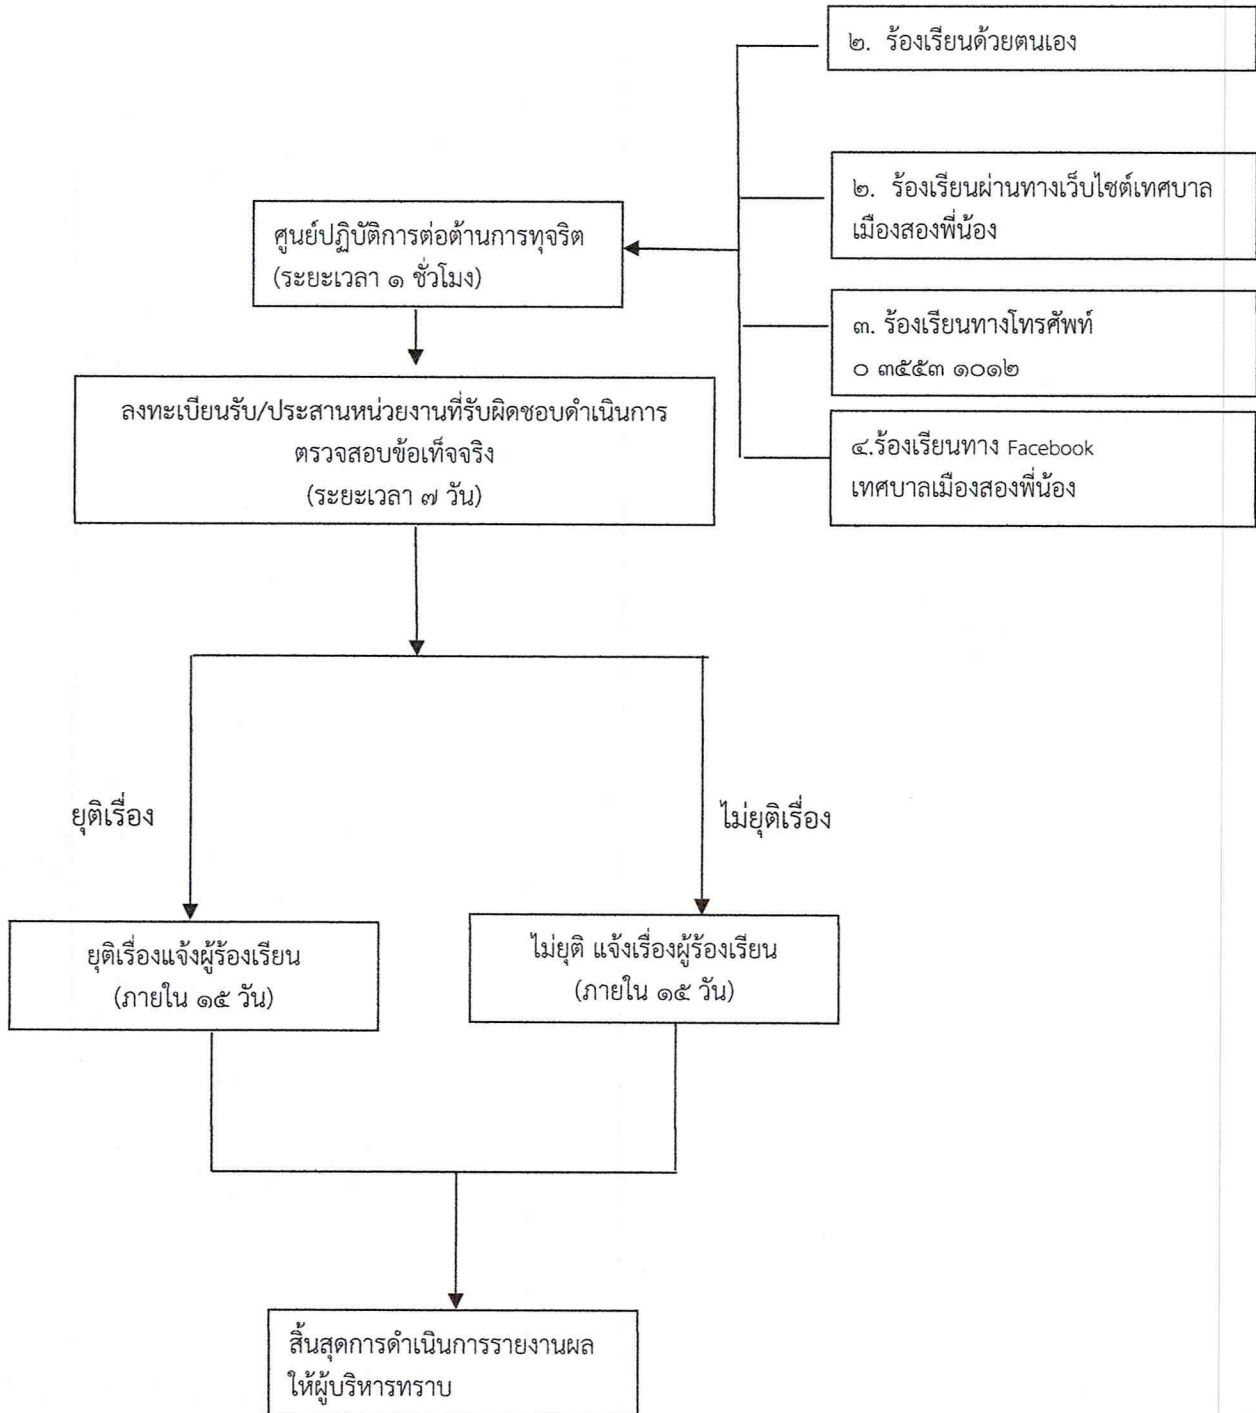 ๒. ร้องเรียนด้วยตนเอง
๒. ร้องเรียนผ่านทางเว็บไซต์เทศบาล
เมืองสองพี่น้อง
ศูนย์ปฏิบัติการต่อต้านการทุจริต
(ระยะเวลา ๑ ชั่วโมง)
๓. ร้องเรียนทางโทรศัพท์
๐ ๓๕๕๓ ๑๐๑๒
ลงทะเบียนรับ/ประสานหน่วยงานที่รับผิดชอบดำเนินการ
ตรวจสอบข้อเท็จจริง
(ระยะเวลา ๗ วัน)
๔.ร้องเรียนทาง Facebook
เทศบาลเมืองสองพี่น้อง
ยุติเรื่อง
ไม่ยุติเรื่อง
ยุติเรื่องแจ้งผู้ร้องเรียน
(ภายใน ๑๕ วัน)
ไม่ยุติ แจ้งเรื่องผู้ร้องเรียน
(ภายใน ๑๕ วัน)
สิ้นสุดการดำเนินการรายงานผล
ให้ผู้บริหารทราบ